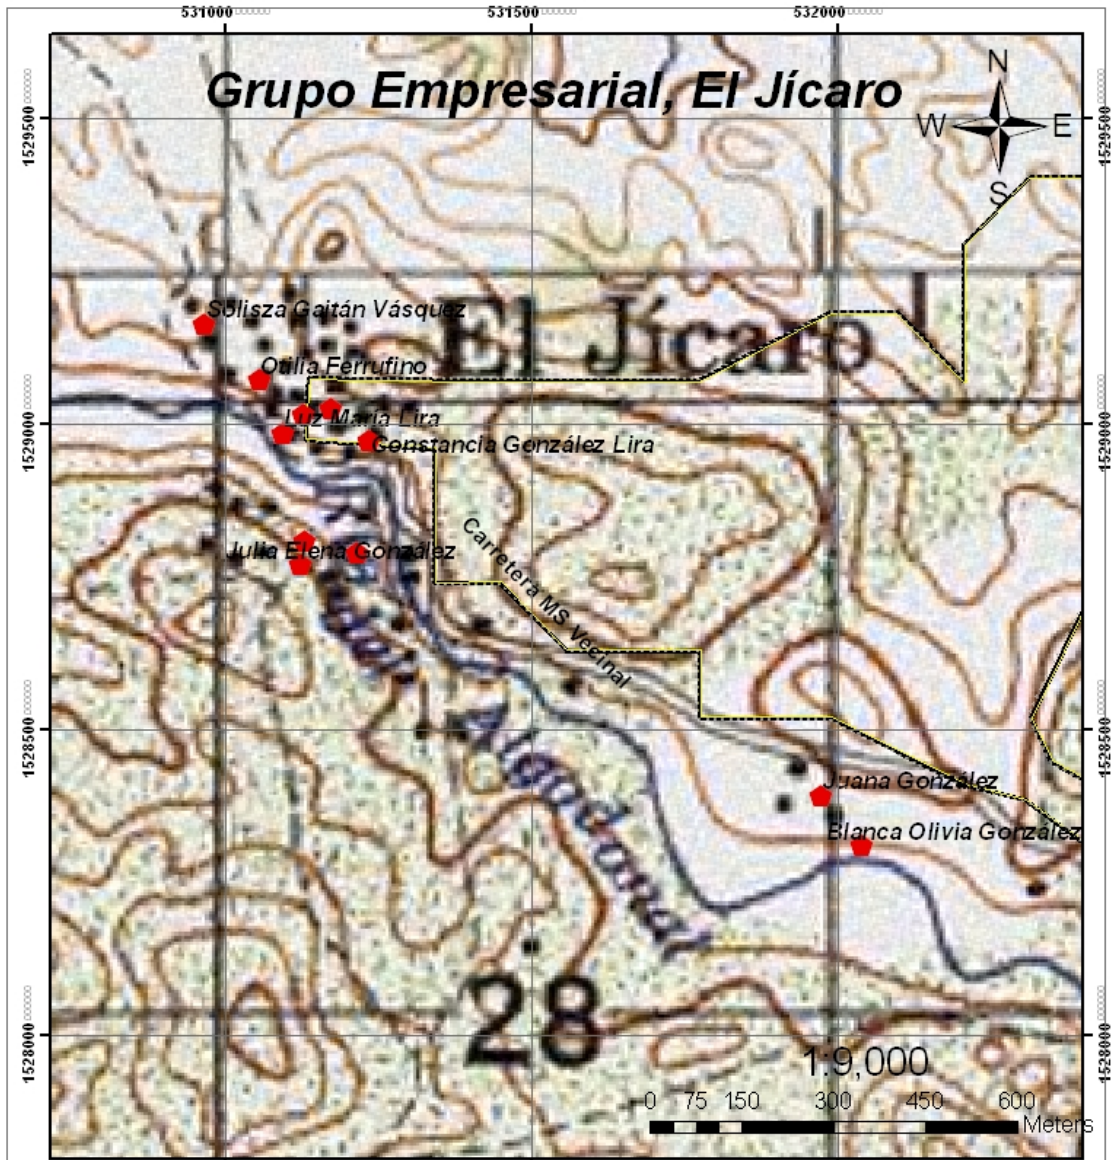 531000
531500
532000
Grupo Empresarial, El Jícaro
N
W E
S
1529500
1529500
Solisza Gaitán Vásquez
El Jícaro
Otilia Ferrufino
Luz Maria Lira
1529000
1529000
Constancia González Lira
Julia Elena González
Carretera MS Vecinal
1528500
1528500
Juana González
Blanca Olivia González
28
1528000
1528000
1:9,000
0 75 150 300 450 600
Meters